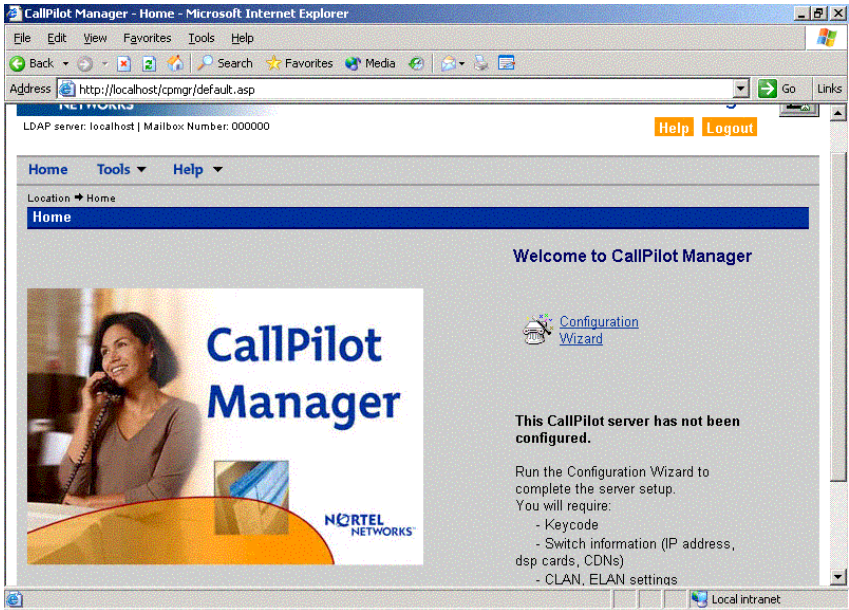 CallPilot Manager - Home - Microsoft Internet Explorer
File Edit View Favorites Tools Help
Back Search Favorites Media
Address http://localhost/cpmgr/default.asp Go Links
NETWORKS
LDAP server: localhost | Mailbox Number: 000000
Help Logout
Home Tools Help
Location Home
Home
Welcome to CallPilot Manager
CallPilot
Manager
NORTEL
NETWORKS
Configuration
Wizard
This CallPilot server has not been
configured.
Run the Configuration Wizard to
complete the server setup.
You will require:
- Keycode
- Switch information (IP address,
dsp cards, CDNs)
- CLAN, ELAN settings
Local intranet